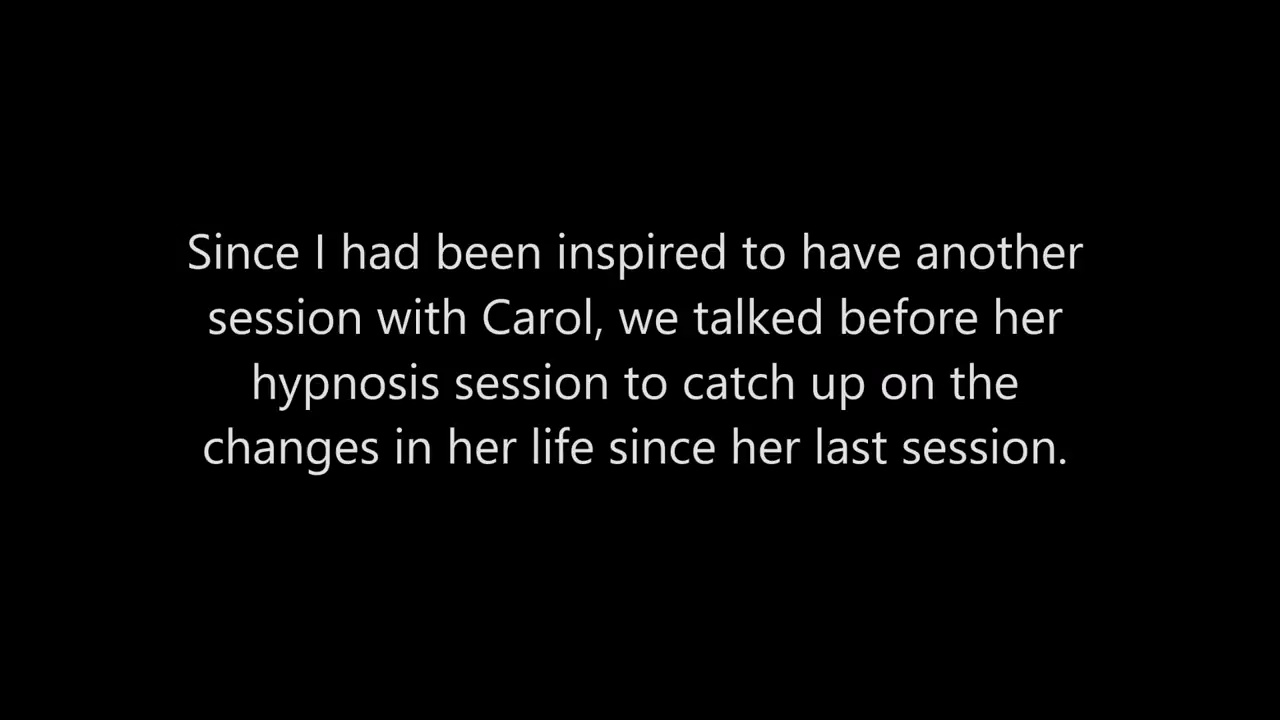 Since I had been inspired to have another
session with Carol, we talked before her
hypnosis session to catch up on the
changes in her life since her last session.